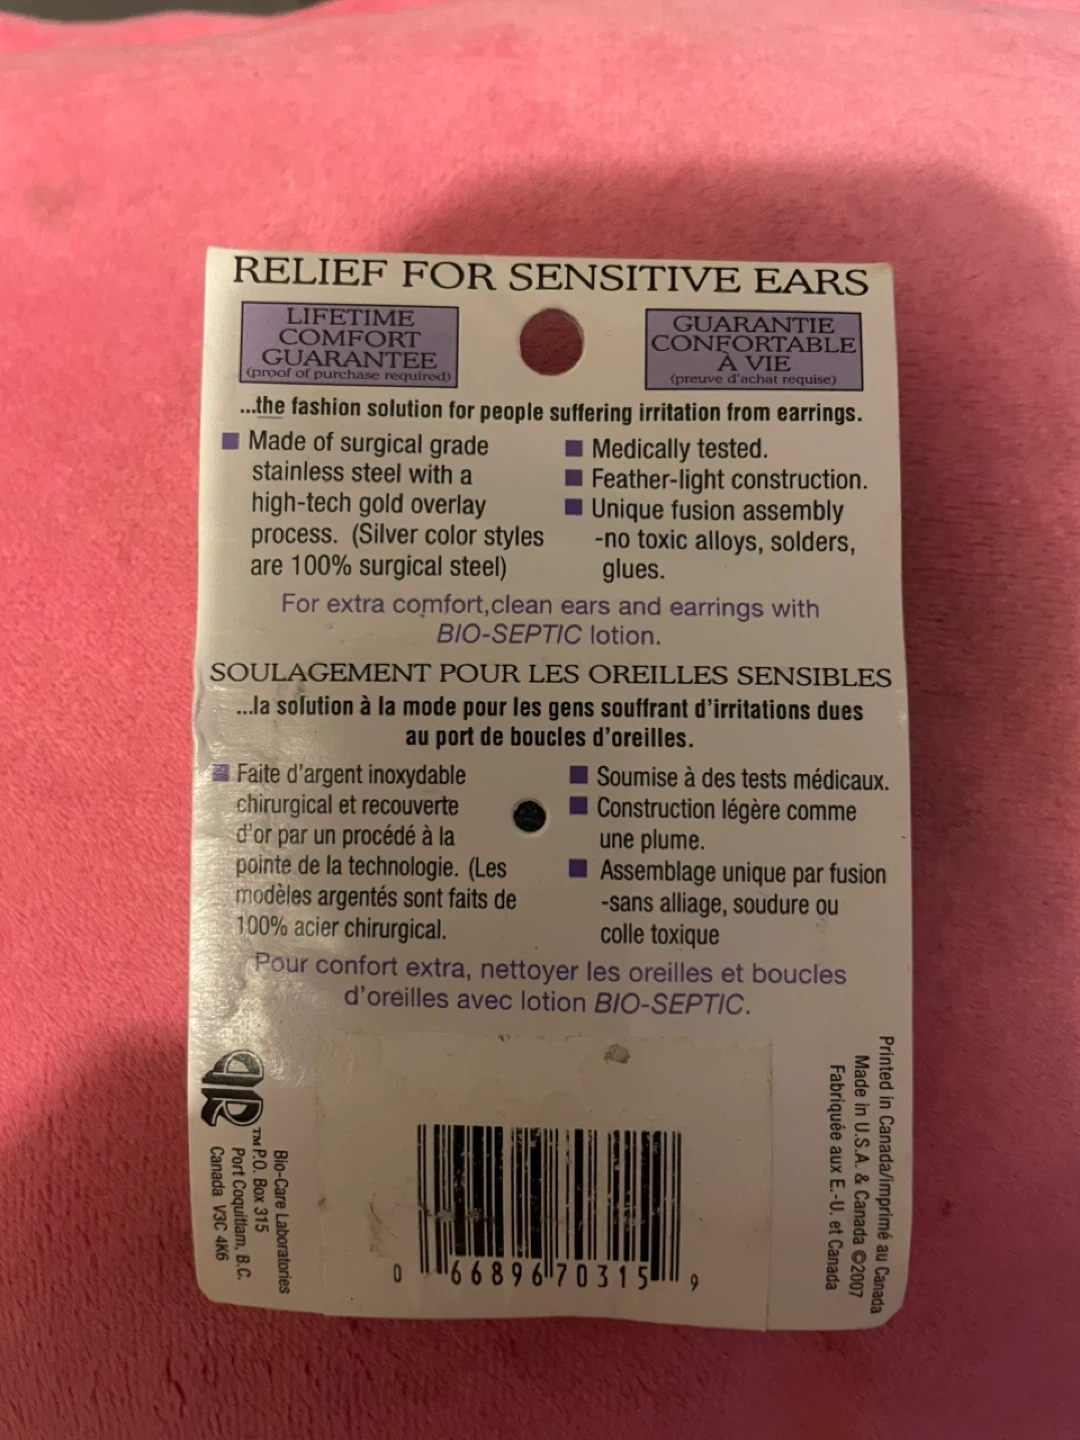 RELIEF FOR SENSITIVE EARS
LIFETIME
COMFORT
GUARANTEE
(proof of purchase required)
GUARANTIE
CONFORTABLE
À VIE
(preuve d'achat requise)
...the fashion solution for people suffering irritation from earrings.
Made of surgical grade
stainless steel with a
high-tech gold overlay
process. (Silver color styles
are 100% surgical steel)
Medically tested.
Feather-light construction.
Unique fusion assembly
-no toxic alloys, solders,
glues.
For extra comfort,clean ears and earrings with
BIO-SEPTIC lotion.
SOULAGEMENT POUR LES OREILLES SENSIBLES
...la solution à la mode pour les gens souffrant d'irritations dues
au port de boucles d'oreilles.
Faite d'argent inoxydable
chirurgical et recouverte
d'or par un procédé à la
pointe de la technologie. (Les
modèles argentés sont faits de
100% acier chirurgical.
Soumise à des tests médicaux.
Construction légère comme
une plume.
Assemblage unique par fusion
-sans alliage, soudure ou
colle toxique
Pour confort extra, nettoyer les oreilles et boucles
d'oreilles avec lotion BIO-SEPTIC.
TM
Bio-Care Laboratories
P.O. Box 315
Port Coquitlam, B.C.
Canada V3C 4K6
0 66896 70315 9
Printed in Canada/imprimé au Canada
Made in U.S.A. & Canada ©2007
Fabriquée aux E.-U. et Canada